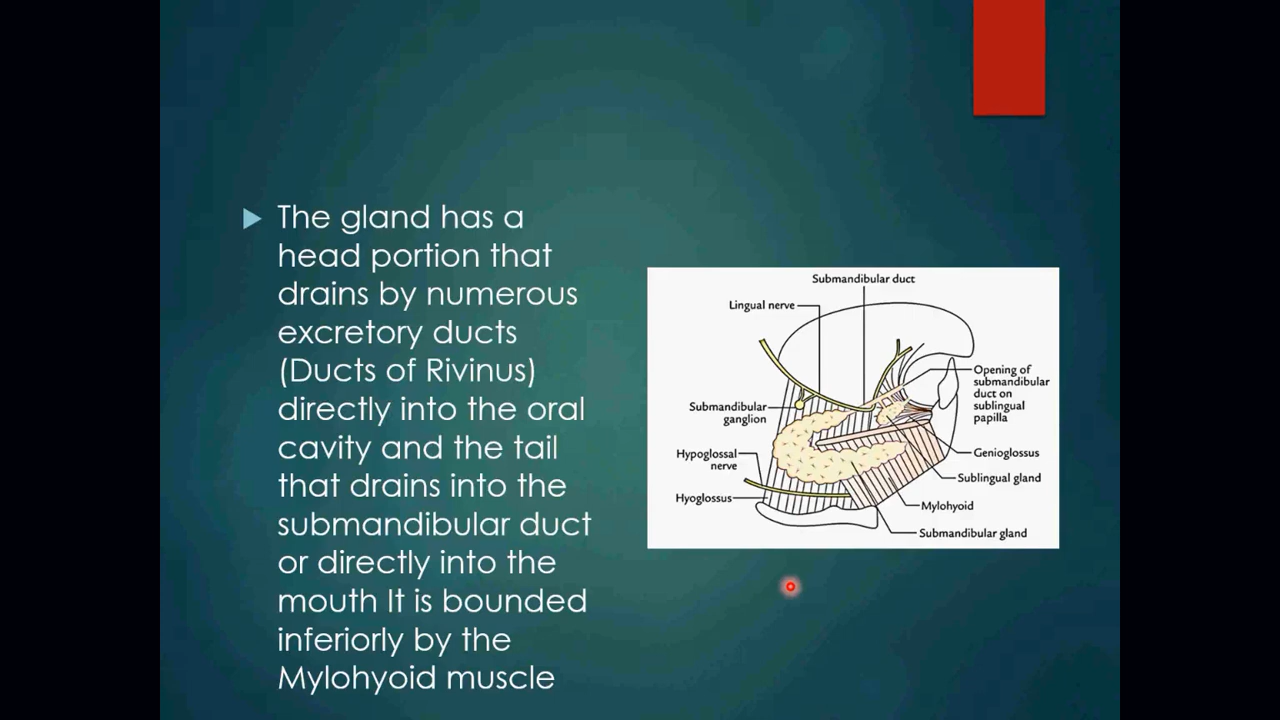 The gland has a
head portion that
drains by numerous
excretory ducts
(Ducts of Rivinus)
directly into the oral
cavity and the tail
that drains into the
submandibular duct
or directly into the
mouth It is bounded
inferiorly by the
Mylohyoid muscle
Submandibular duct
Lingual nerve
Opening of
submandibular
duct on
sublingual
papilla
Submandibular
ganglion
Hypoglossal
nerve
Genioglossus
Sublingual gland
Hyoglossus
Mylohyoid
Submandibular gland